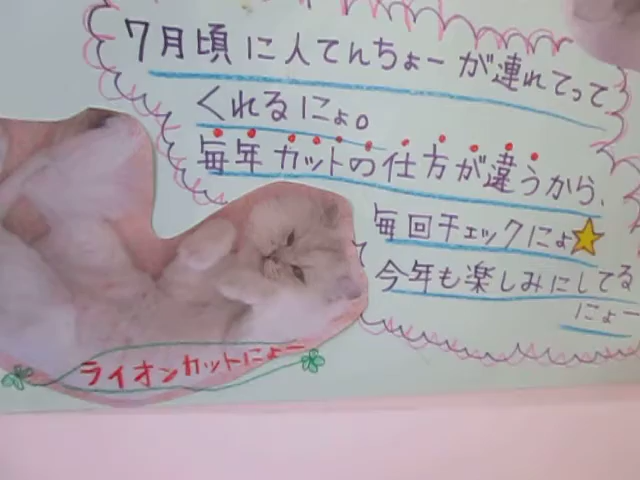 7月頃に人てんちょーが連れてって
くれるにょ。
毎年カットの仕方が違うから、
毎回チェックにょ★
今年も楽しみにしてる
にょー
ライオンカットにょー